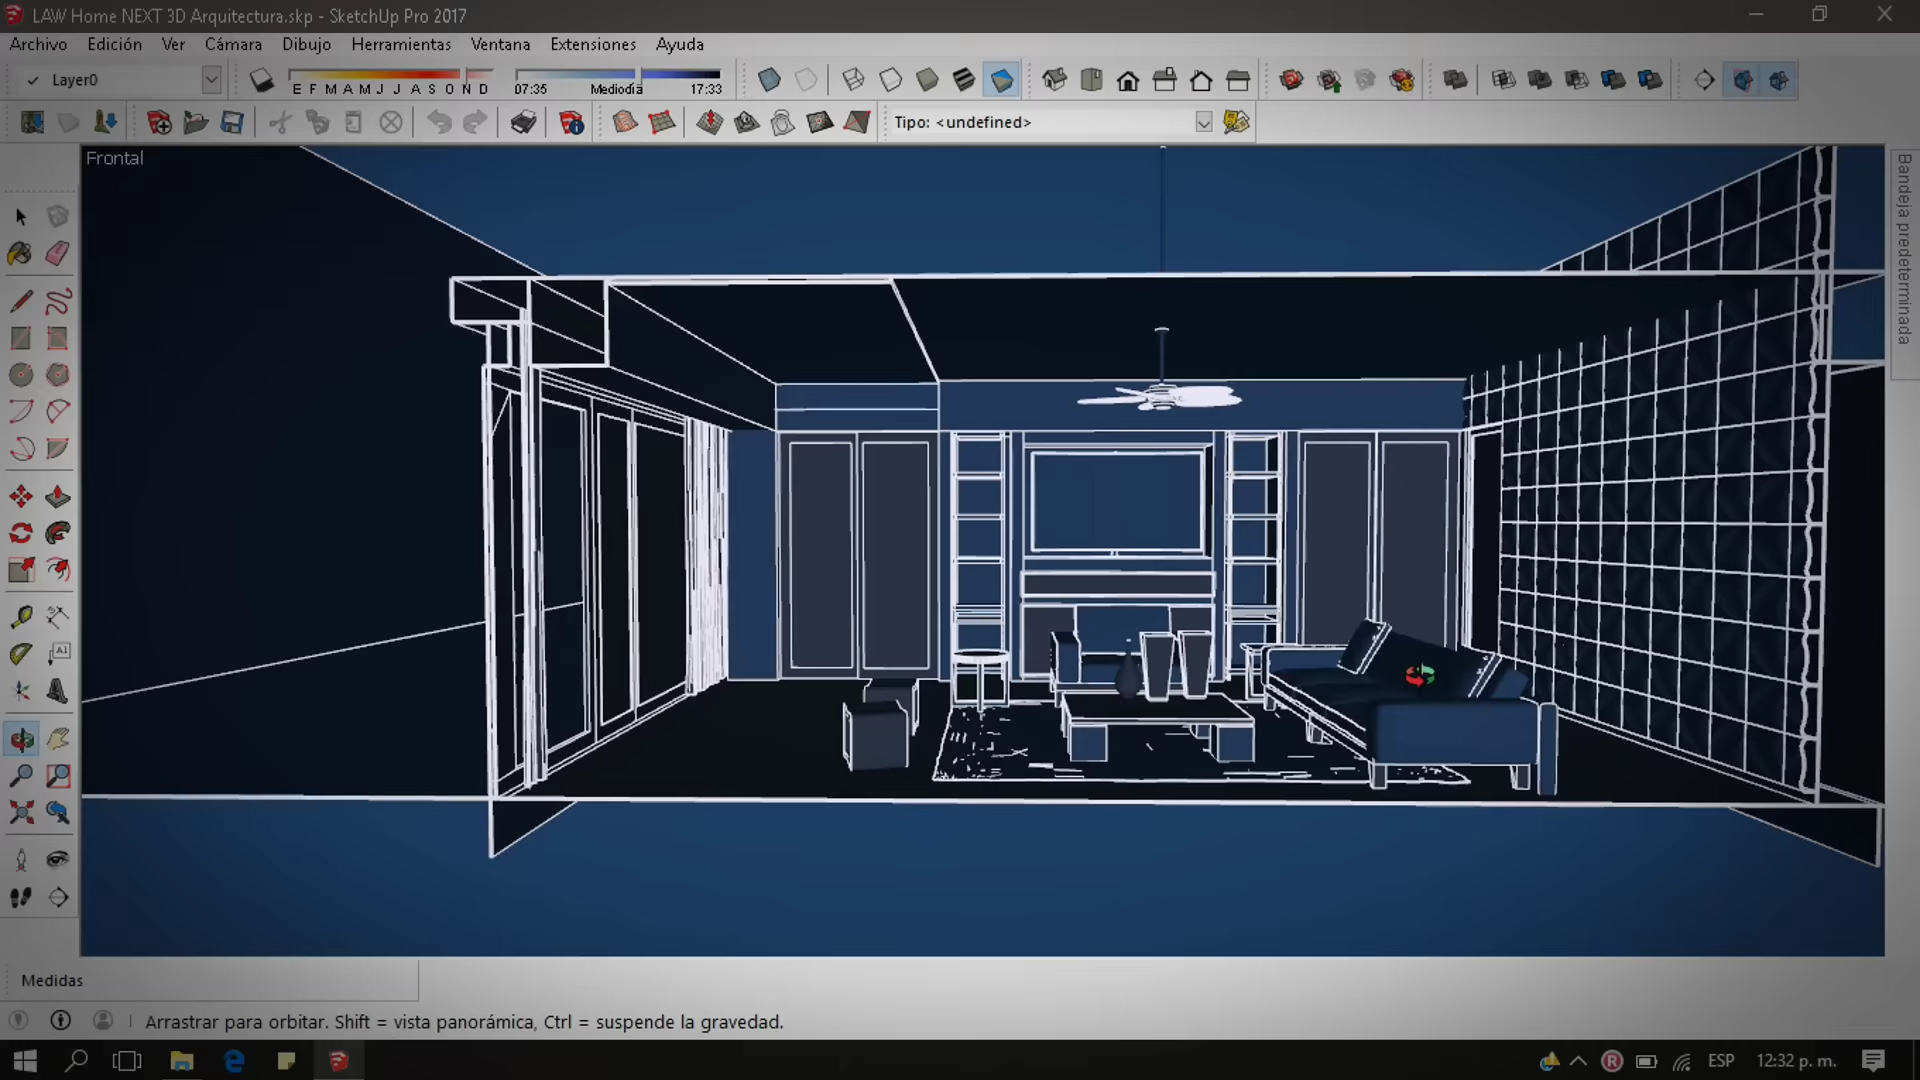 LAW Home NEXT 3D Arquitectura.skp - SketchUp Pro 2017
Archivo Edición Ver Cámara Dibujo Herramientas Ventana Extensiones Ayuda
Layer0
E F M A M J J A S O N D 07:35 Mediodía 17:33
Tipo: <undefined>
Frontal
Bandeja predeterminada
A1
Medidas
Arrastrar para orbitar. Shift = vista panorámica, Ctrl = suspende la gravedad.
R ESP 12:32 p. m.